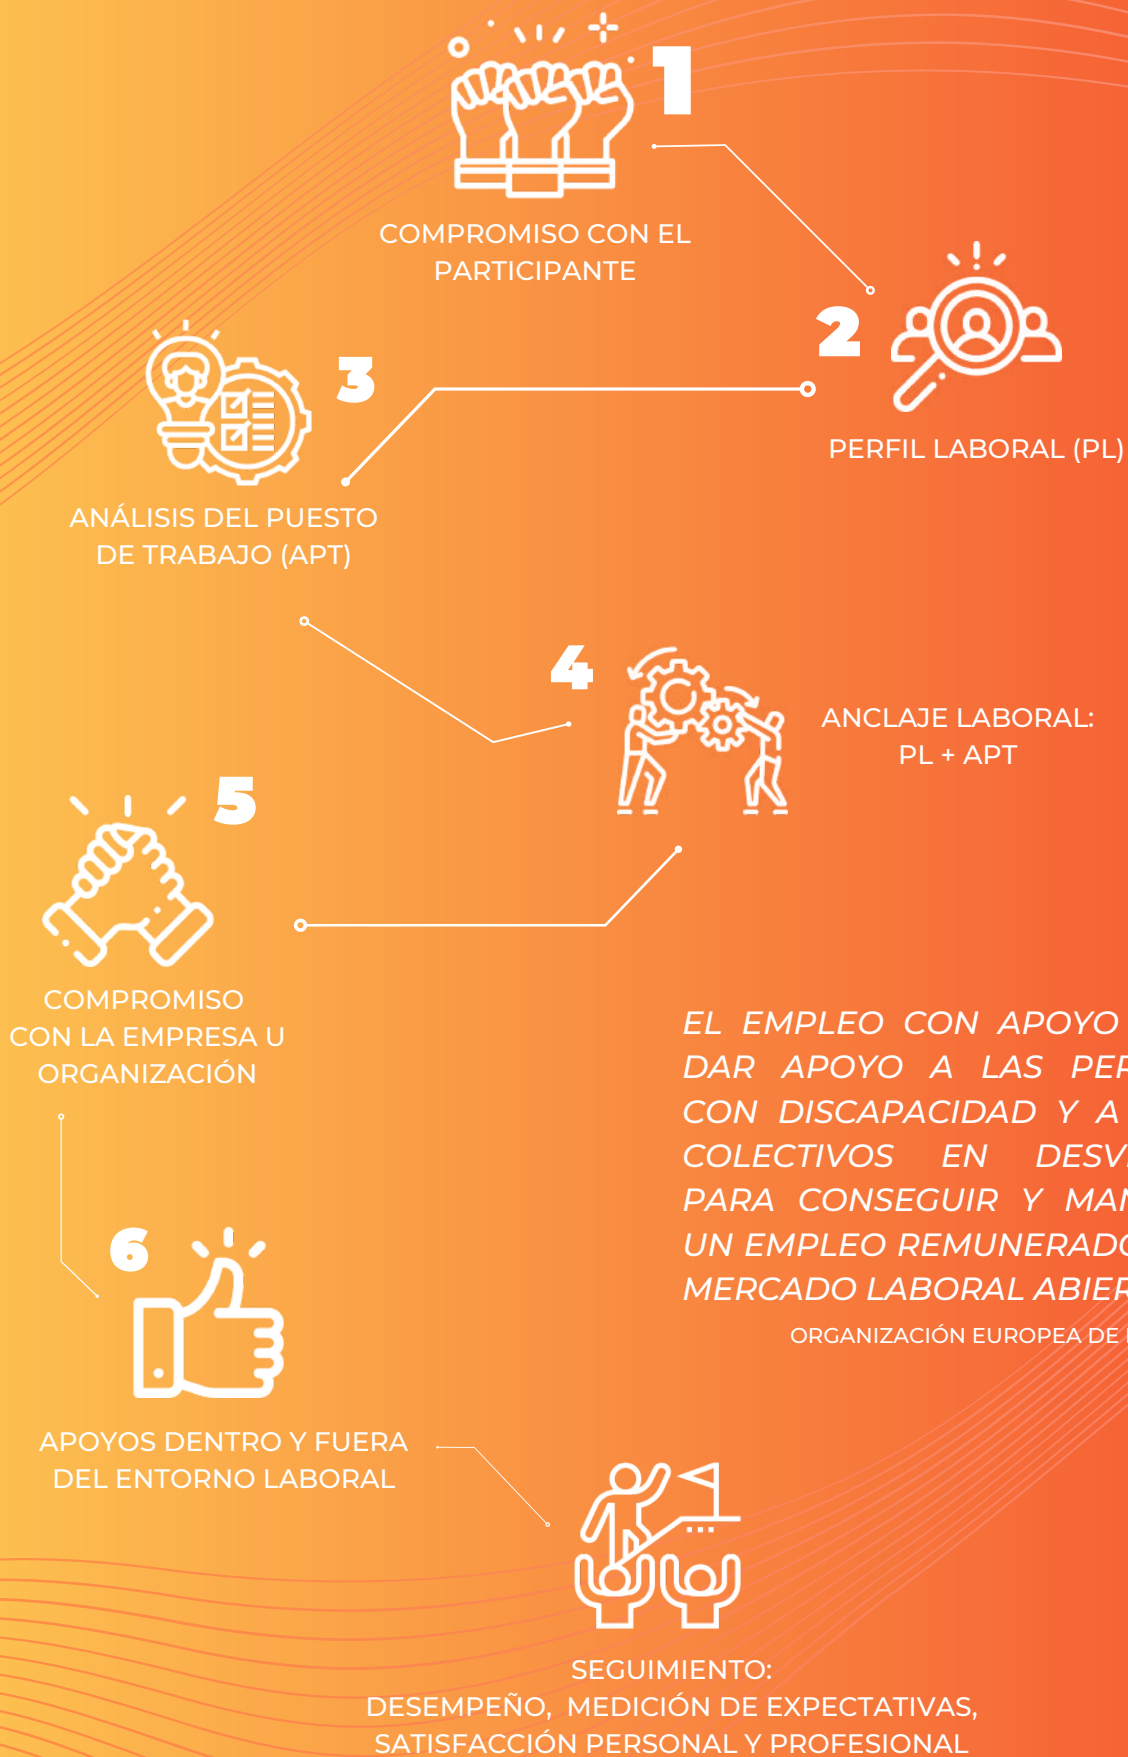 1
COMPROMISO CON EL
PARTICIPANTE
2
PERFIL LABORAL (PL)
3
ANÁLISIS DEL PUESTO
DE TRABAJO (APT)
4
ANCLAJE LABORAL:
PL + APT
5
COMPROMISO
CON LA EMPRESA U
ORGANIZACIÓN
EL EMPLEO CON APOYO
DAR APOYO A LAS
CON DISCAPACIDAD Y A
COLECTIVOS EN
PARA CONSEGUIR Y
UN EMPLEO REMUNERADO
MERCADO LABORAL
ORGANIZACIÓN EUROPEA DE
6
APOYOS DENTRO Y FUERA
DEL ENTORNO LABORAL
SEGUIMIENTO:
DESEMPEÑO, MEDICIÓN DE EXPECTATIVAS,
SATISFACCIÓN PERSONAL Y PROFESIONAL